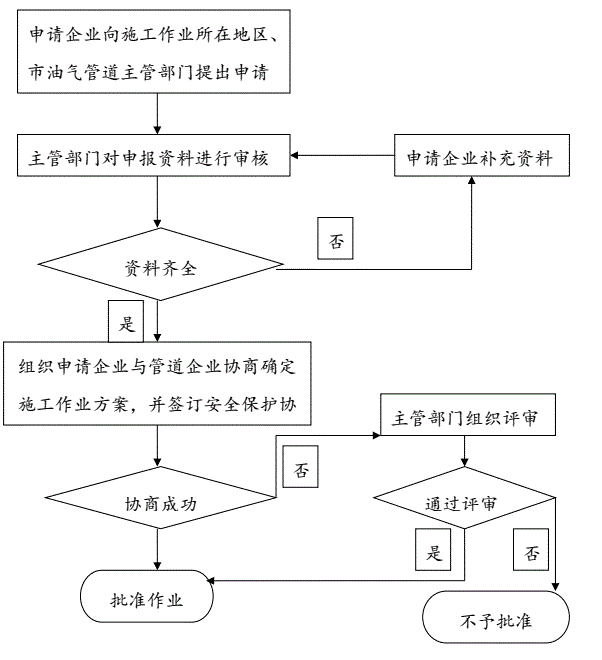 申请企业向施工作业所在地区、
市油气管道主管部门提出申请
主管部门对申报资料进行审核
申请企业补充资料
否
资料齐全
是
组织申请企业与管道企业协商确定
施工作业方案，并签订安全保护协
主管部门组织评审
否
协商成功
通过评审
是
否
批准作业
不予批准